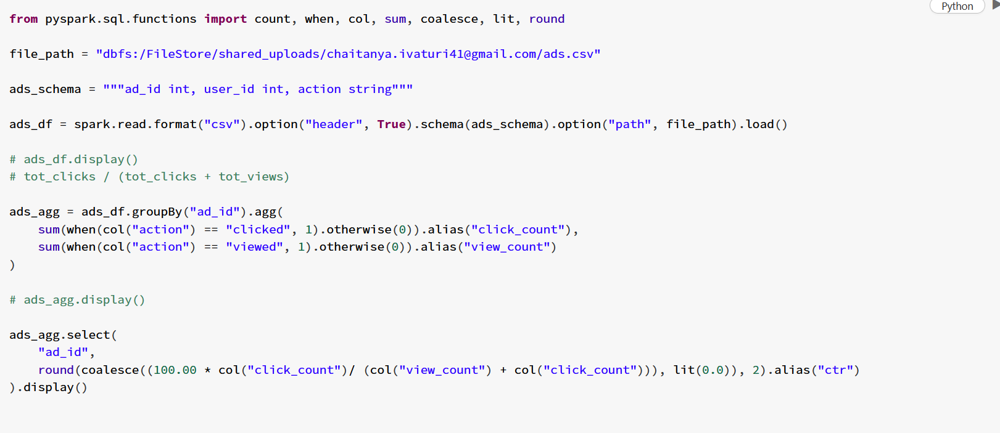 Python
from pyspark.sql.functions import count, when, col, sum, coalesce, lit, round
file_path = "dbfs:/FileStore/shared_uploads/chaitanya.ivaturi41@gmail.com/ads.csv"
ads_schema = """ad_id int, user_id int, action string"""
ads_df = spark.read.format("csv").option("header", True).schema(ads_schema).option("path", file_path).load()
# ads_df.display()
# tot_clicks / (tot_clicks + tot_views)
ads_agg = ads_df.groupBy("ad_id").agg(
    sum(when(col("action") == "clicked", 1).otherwise(0)).alias("click_count"),
    sum(when(col("action") == "viewed", 1).otherwise(0)).alias("view_count")
)
# ads_agg.display()
ads_agg.select(
    "ad_id",
    round(coalesce((100.00 * col("click_count")/ (col("view_count") + col("click_count"))), lit(0.0)), 2).alias("ctr")
).display()